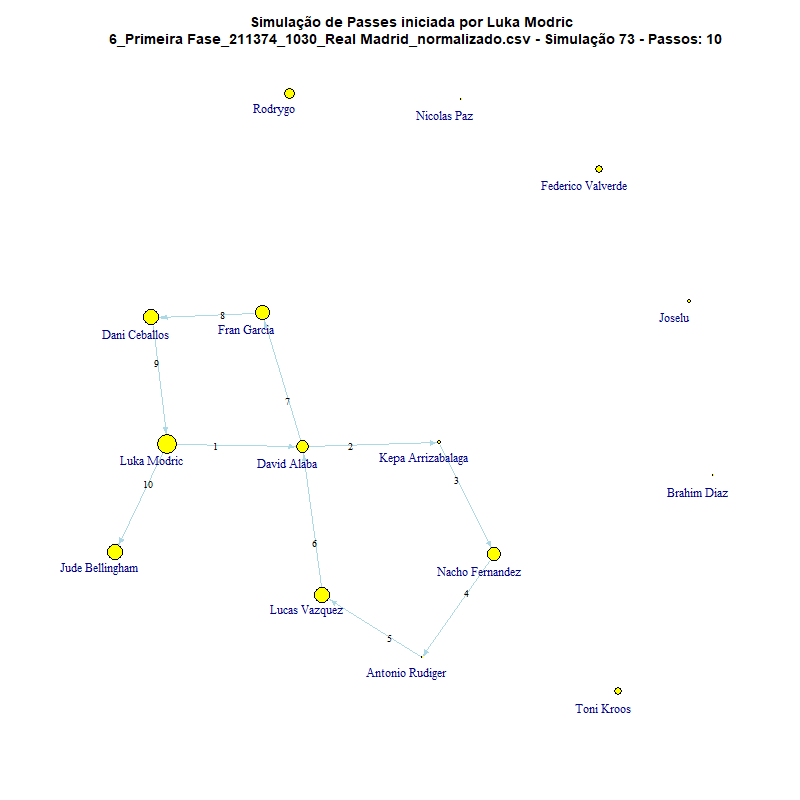 Simulação de Passes iniciada por Luka Modric
6_Primeira Fase_211374_1030_Real Madrid_normalizado.csv - Simulação 73 - Passos: 10
Rodrygo
Nicolas Paz
Federico Valverde
Joselu
8
Dani Ceballos
Fran Garcia
9
7
1
2
Luka Modric
David Alaba
Kepa Arrizabalaga
10
3
Brahim Diaz
6
Jude Bellingham
Nacho Fernandez
4
Lucas Vazquez
5
Antonio Rudiger
Toni Kroos